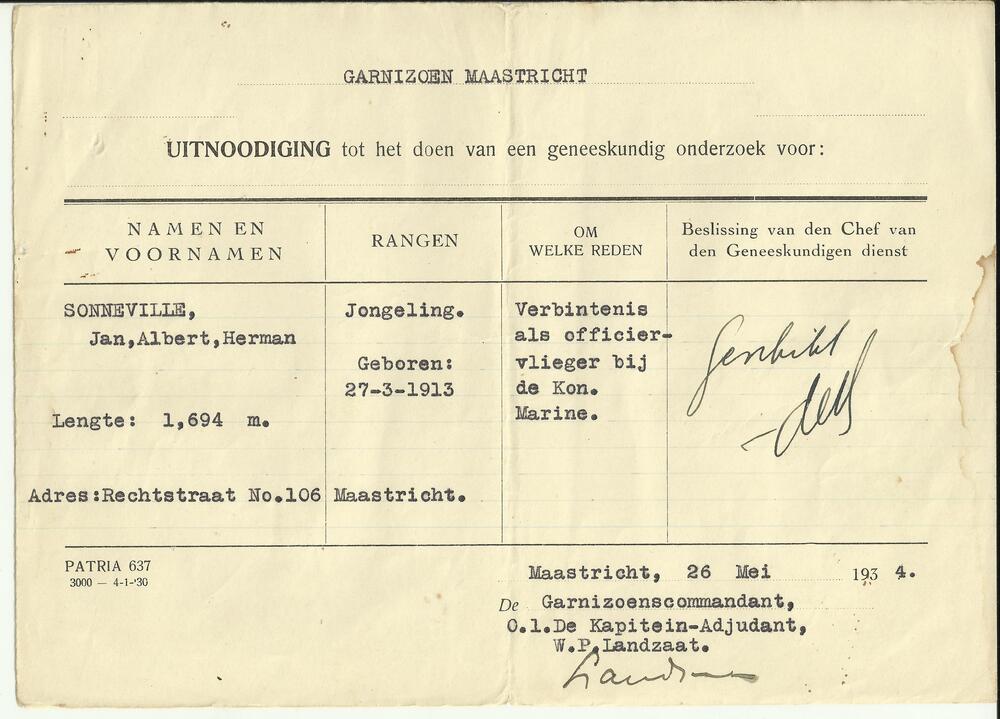 GARNIZOEN MAASTRICHT
UITNOODIGING tot het doen van een geneeskundig onderzoek voor:
NAMEN EN
VOORNAMEN
RANGEN
OM
WELKE REDEN
Beslissing van den Chef van
den Geneeskundigen dienst
SONNEVILLE,
Jan,Albert,Herman
Lengte: 1,694 m.
Adres:Rechtstraat No.106 Maastricht.
Jongeling.
Geboren:
27-3-1913
Verbintenis
als officier-
vlieger bij
de Kon.
Marine.
Geschikt
PATRIA 637
3000 — 4-1-'30
Maastricht, 26 Mei 1934.
De Garnizoenscommandant,
O.l.De Kapitein-Adjudant,
W.P.Landzaat.